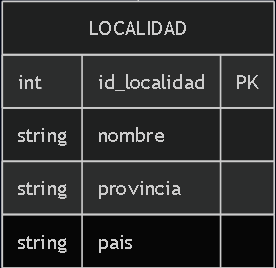 LOCALIDAD
int id_localidad PK
string nombre
string provincia
string pais